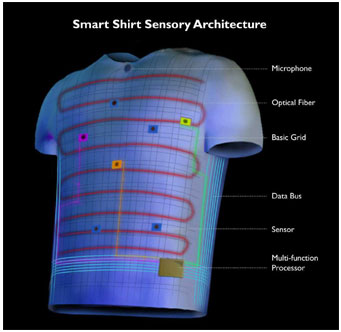 Smart Shirt Sensory Architecture
Microphone
Optical Fiber
Basic Grid
Data Bus
Sensor
Multi-function
Processor